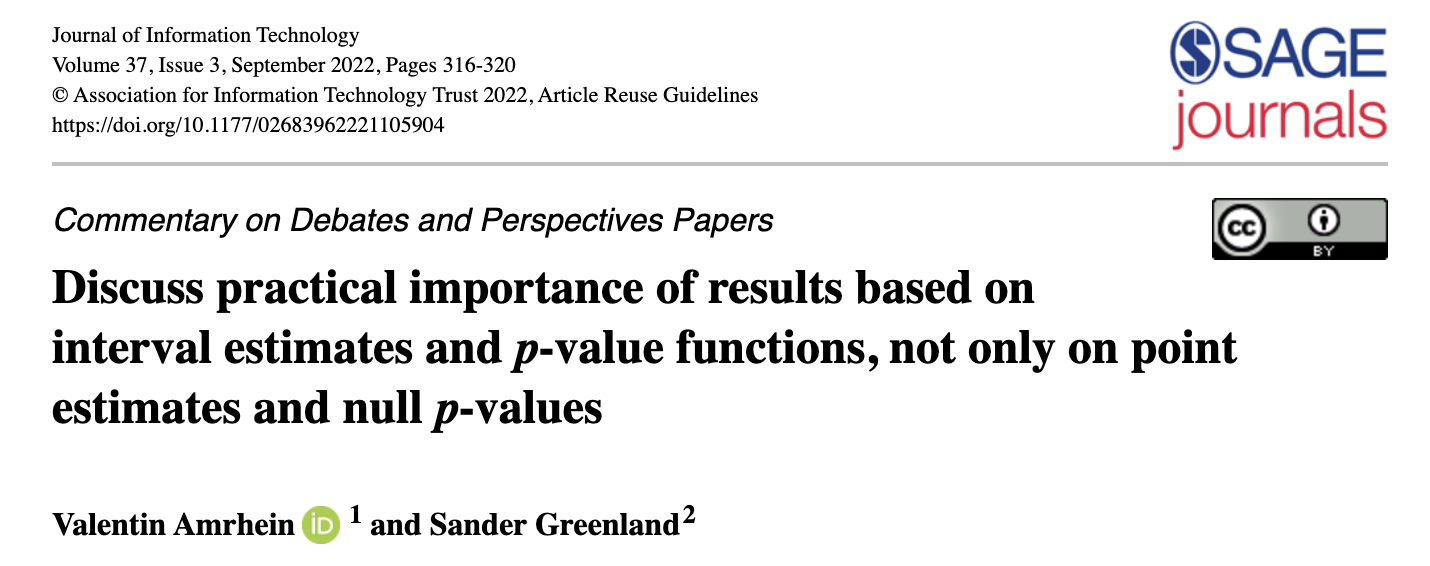 Journal of Information Technology
Volume 37, Issue 3, September 2022, Pages 316-320
© Association for Information Technology Trust 2022, Article Reuse Guidelines
https://doi.org/10.1177/02683962221105904
SAGE
journals
Commentary on Debates and Perspectives Papers
cc
BY
Discuss practical importance of results based on
interval estimates and p-value functions, not only on point
estimates and null p-values
Valentin Amrhein iD 1 and Sander Greenland2